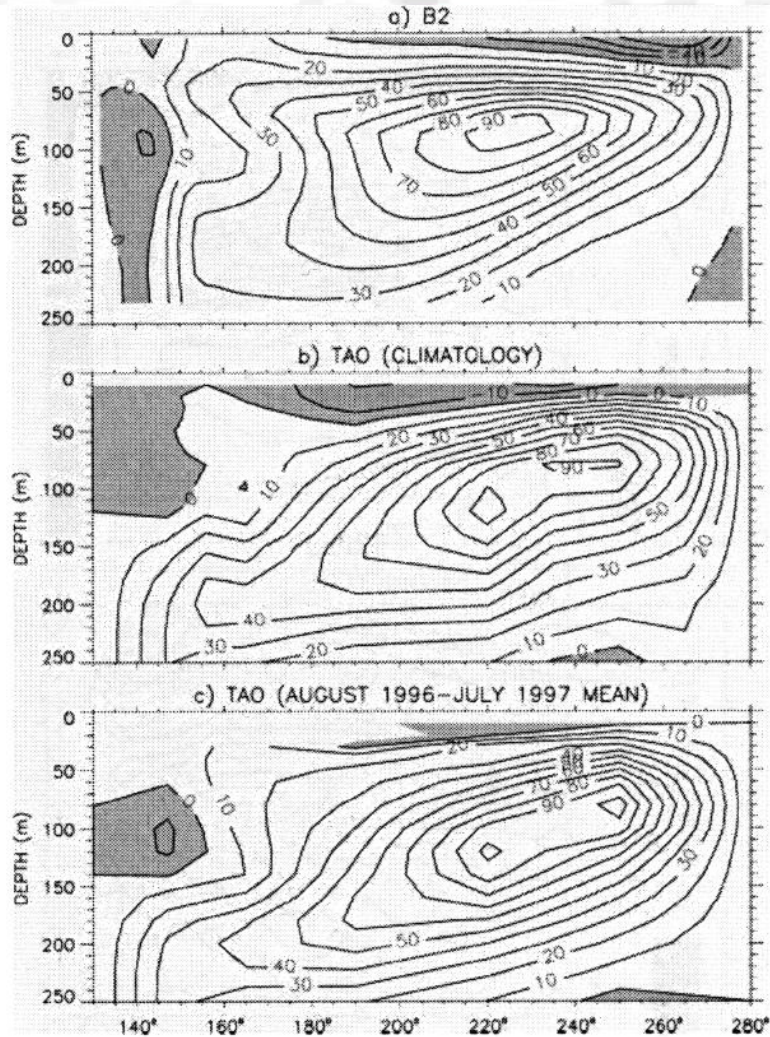 a) B2
0
0 20 10
40 20
50 50 60 30
80 90
DEPTH (m)
100 10 30 60
70 50
150 40
0
200 30 20 10 0
250
b) TAO (CLIMATOLOGY)
0
10 0 0
20 30 40 10
50 50 60
80 70
90
DEPTH (m)
100 10
0 50
150 20
30
200
40 10
250 30 20 0
c) TAO (AUGUST 1996-JULY 1997 MEAN)
0 0
20 10
40
50 60
0 10 70 80
90
DEPTH (m)
100
30
150
200 50 20
40
30 10
250
140° 160° 180° 200° 220° 240° 260° 280°